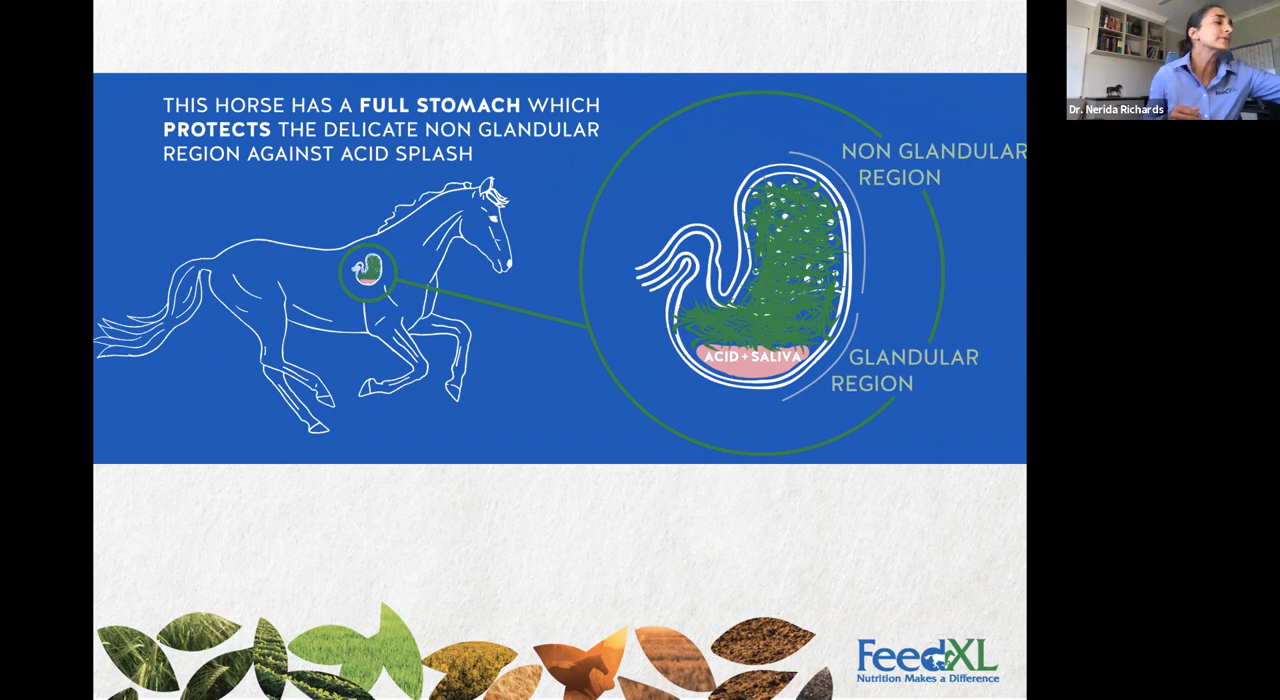 THIS HORSE HAS A FULL STOMACH WHICH
PROTECTS THE DELICATE NON GLANDULAR
REGION AGAINST ACID SPLASH
NON GLANDULAR
REGION
ACID + SALIVA
GLANDULAR
REGION
FeedXL
Nutrition Makes a Difference
FeedXL
Dr. Nerida Richards